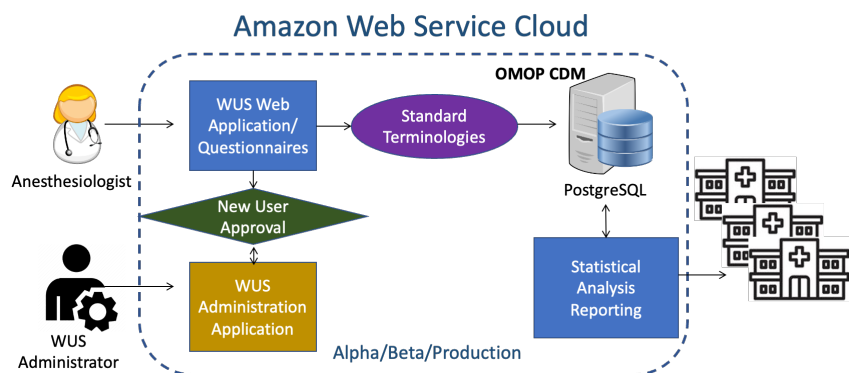 Amazon Web Service Cloud
OMOP CDM
WUS Web
Application/
Questionnaires
Standard
Terminologies
Anesthesiologist
PostgreSQL
New User
Approval
WUS
Administration
Application
Statistical
Analysis
Reporting
WUS
Administrator
Alpha/Beta/Production